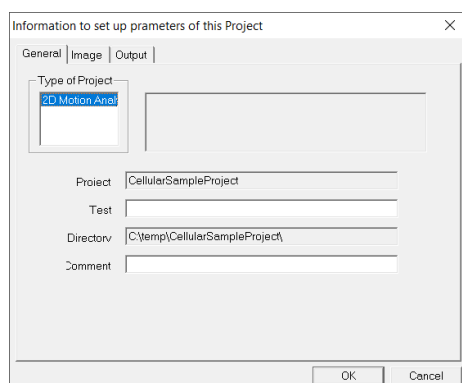 Information to set up prameters of this Project
General Image Output
Type of Project
2D Motion Anal
Project CellularSampleProject
Test
Directory C:\temp\CellularSampleProject\
Comment
OK Cancel